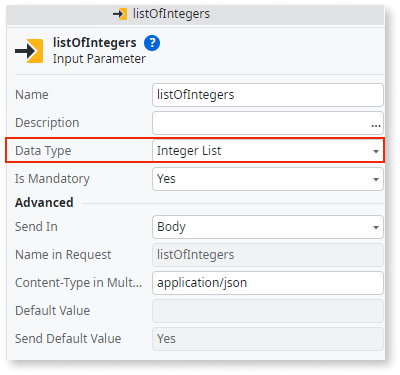 listOfIntegers
listOfIntegers ?
Input Parameter
Name listOfIntegers
Description ...
Data Type Integer List
Is Mandatory Yes
Advanced
Send In Body
Name in Request listOfIntegers
Content-Type in Mult... application/json
Default Value
Send Default Value Yes